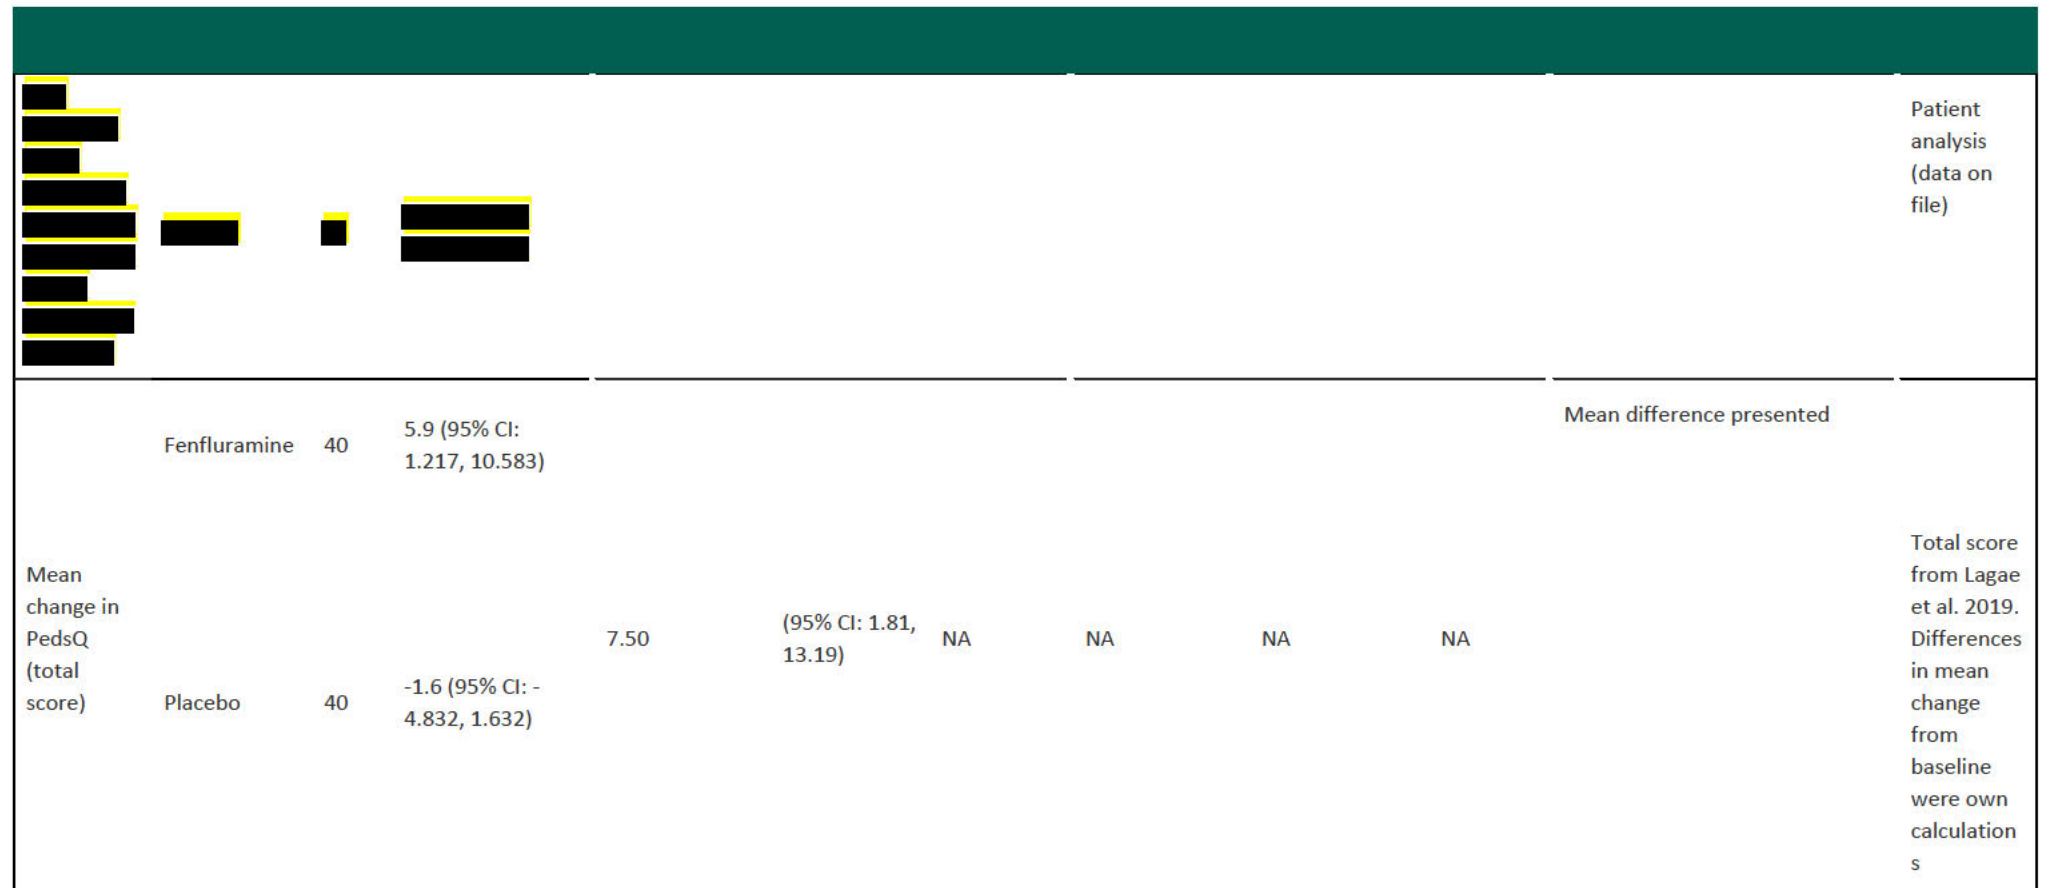 Patient
analysis
(data on
file)
Mean
change in
PedsQ
(total
score)
Fenfluramine
40
5.9 (95% CI:
1.217, 10.583)
Placebo
40
-1.6 (95% CI: -
4.832, 1.632)
7.50
(95% CI: 1.81,
13.19)
NA
NA
NA
NA
Mean difference presented
Total score
from Lagae
et al. 2019.
Differences
in mean
change
from
baseline
were own
calculation
s